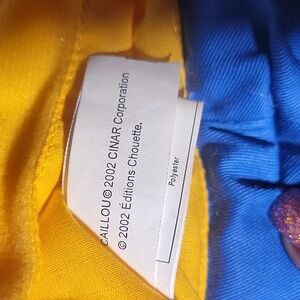 CAILLOU © 2002 CINAR Corporation
© 2002 Éditions Chouette.
Polyester